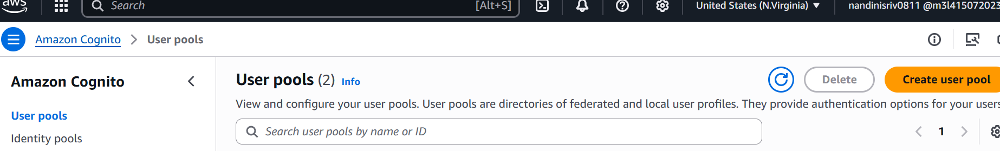 aws
Search
[Alt+S]
United States (N.Virginia)
nandinisriv0811 @m3l415072023
Amazon Cognito
User pools
Amazon Cognito
User pools (2) Info
Delete
Create user pool
View and configure your user pools. User pools are directories of federated and local user profiles. They provide authentication options for your users
User pools
Search user pools by name or ID
1
Identity pools